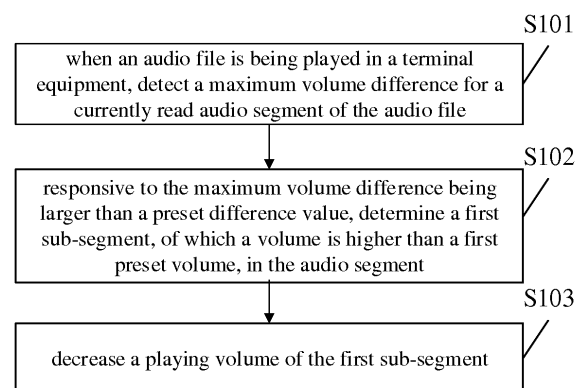 S101
when an audio file is being played in a terminal
equipment, detect a maximum volume difference for a
currently read audio segment of the audio file
S102
responsive to the maximum volume difference being
larger than a preset difference value, determine a first
sub-segment, of which a volume is higher than a first
preset volume, in the audio segment
S103
decrease a playing volume of the first sub-segment